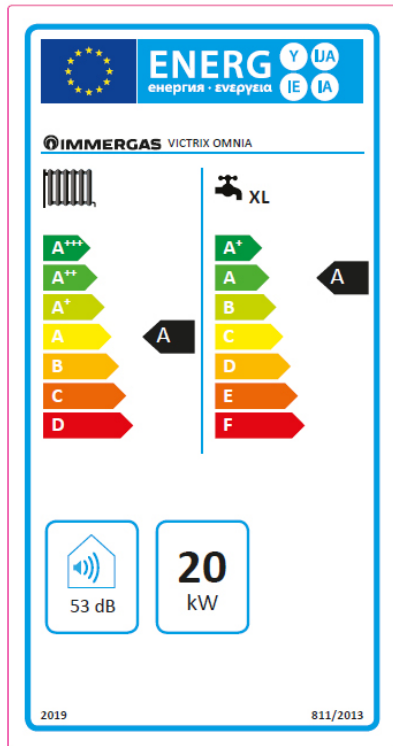 ENERG Y IJA
енергия · ενεργεια IE IA
IMMERGAS VICTRIX OMNIA
XL
A+++
A++
A+
A
B
C
D
A
A+
A
B
C
D
E
F
A
53 dB
20
kW
2019
811/2013